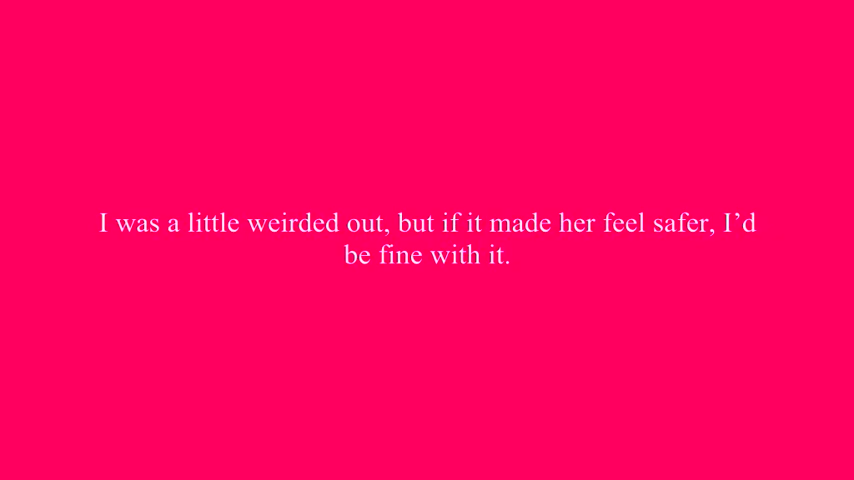 I was a little weirded out, but if it made her feel safer, I’d
be fine with it.